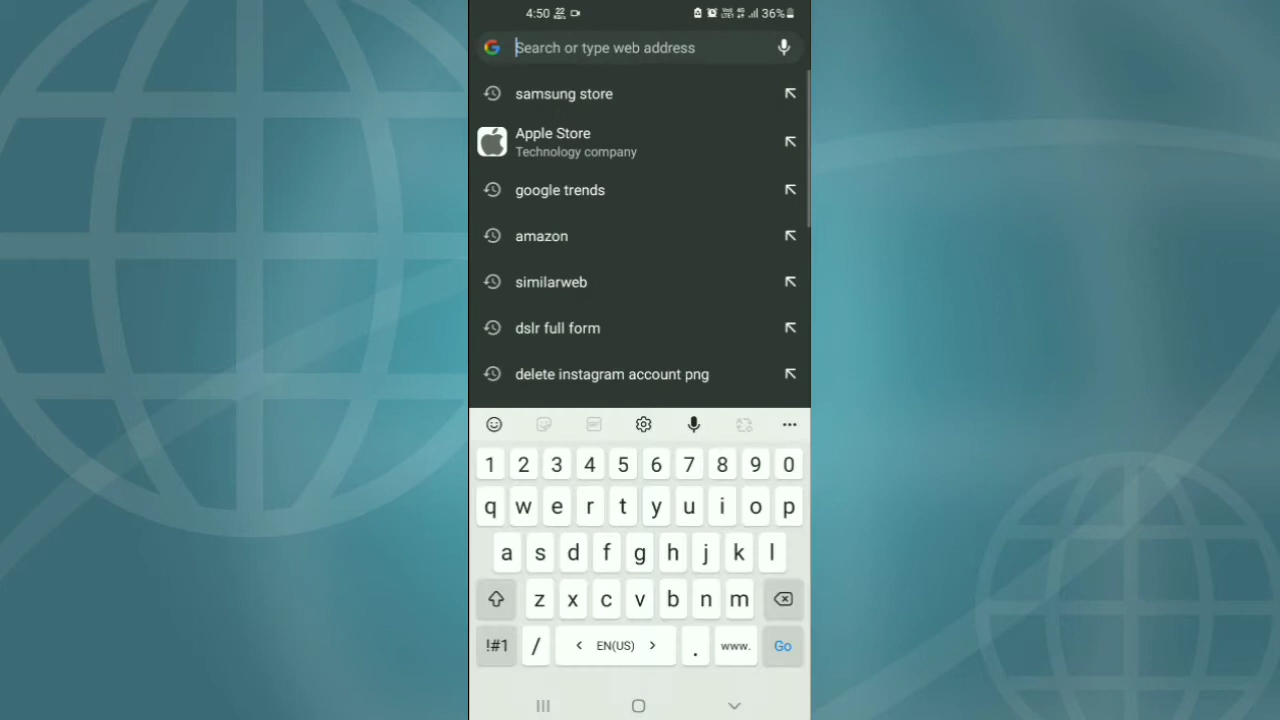 4:50 36%
Search or type web address
samsung store
Apple Store
Technology company
google trends
amazon
similarweb
dslr full form
delete instagram account png
1 2 3 4 5 6 7 8 9 0
q w e r t y u i o p
a s d f g h j k l
z x c v b n m
!#1 / < EN(US) > . www. Go